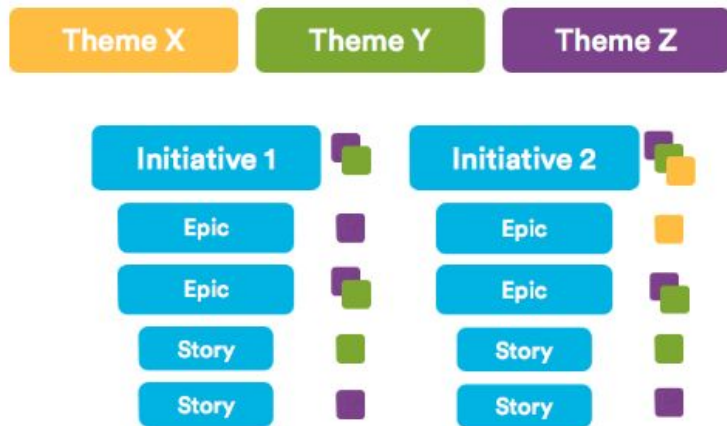 Theme X Theme Y Theme Z
Initiative 1 Initiative 2
Epic Epic
Epic Epic
Story Story
Story Story